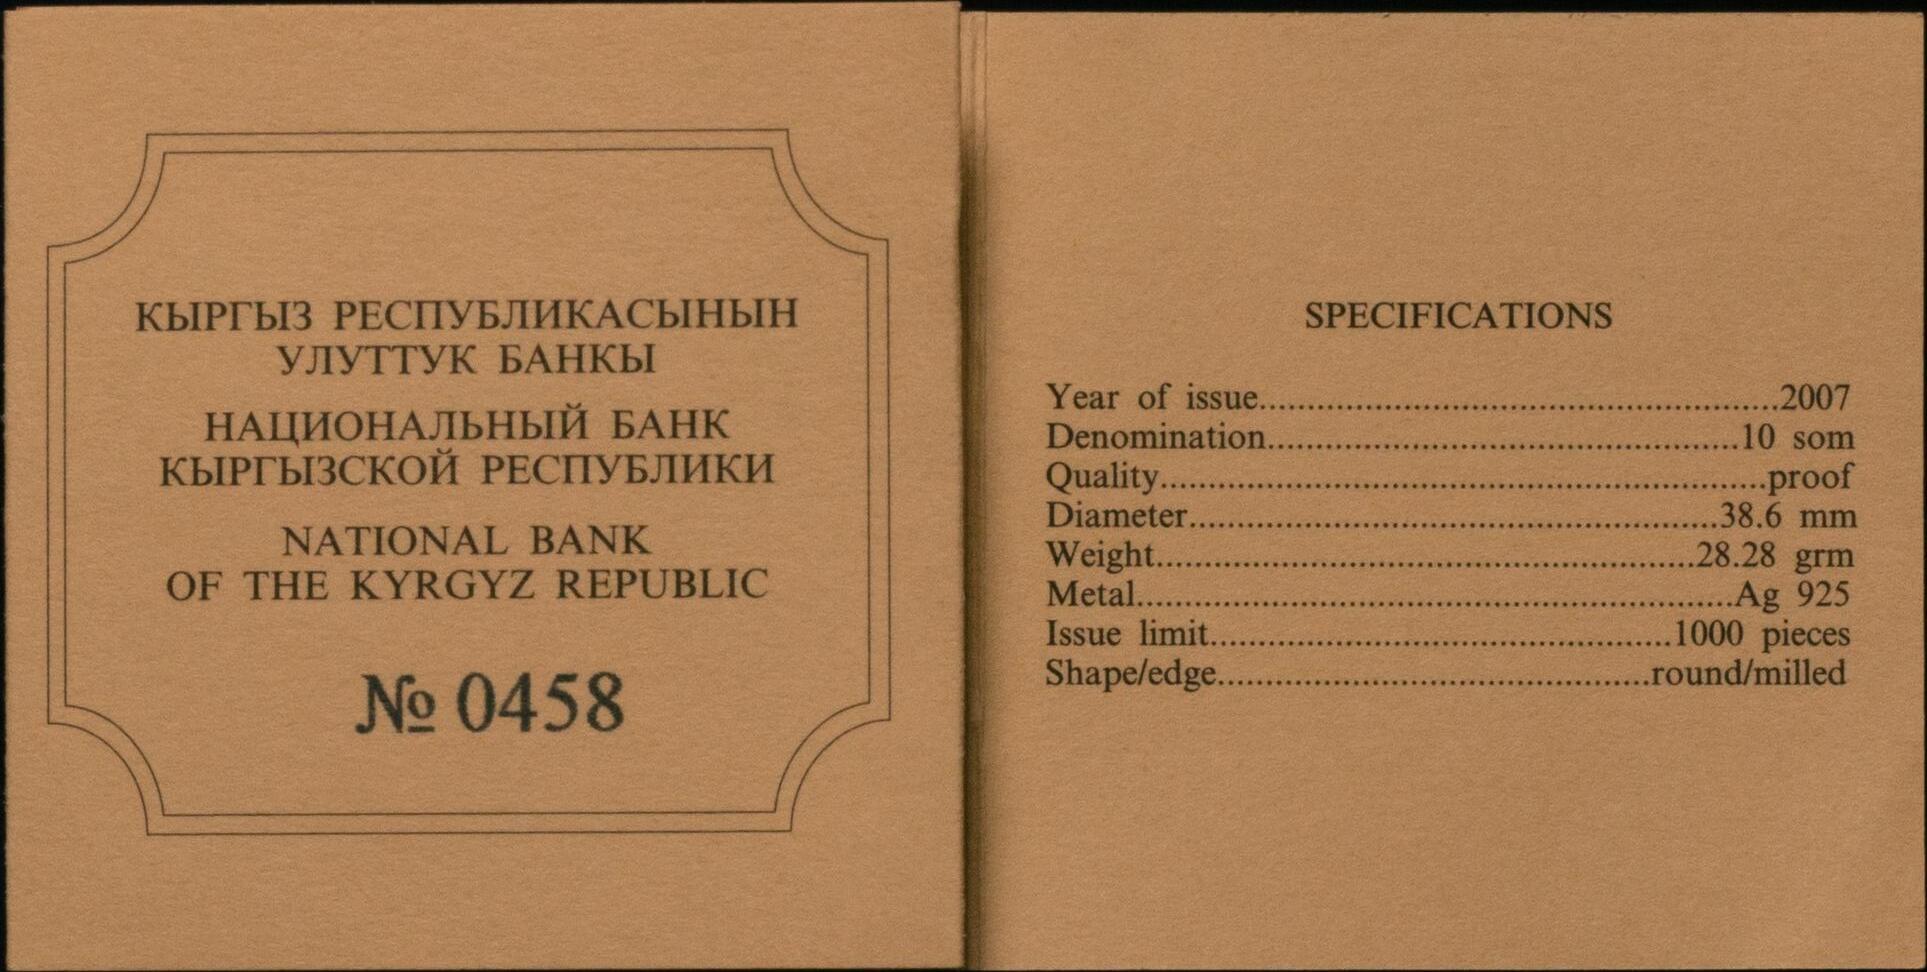 КЫРГЫЗ РЕСПУБЛИКАСЫНЫН
УЛУТТУК БАНКЫ
НАЦИОНАЛЬНЫЙ БАНК
КЫРГЫЗСКОЙ РЕСПУБЛИКИ
NATIONAL BANK
OF THE KYRGYZ REPUBLIC
№ 0458
SPECIFICATIONS
Year of issue......................................................2007
Denomination.................................................10 som
Quality...............................................................proof
Diameter.......................................................38.6 mm
Weight........................................................28.28 grm
Metal..............................................................Ag 925
Issue limit................................................1000 pieces
Shape/edge.............................................round/milled